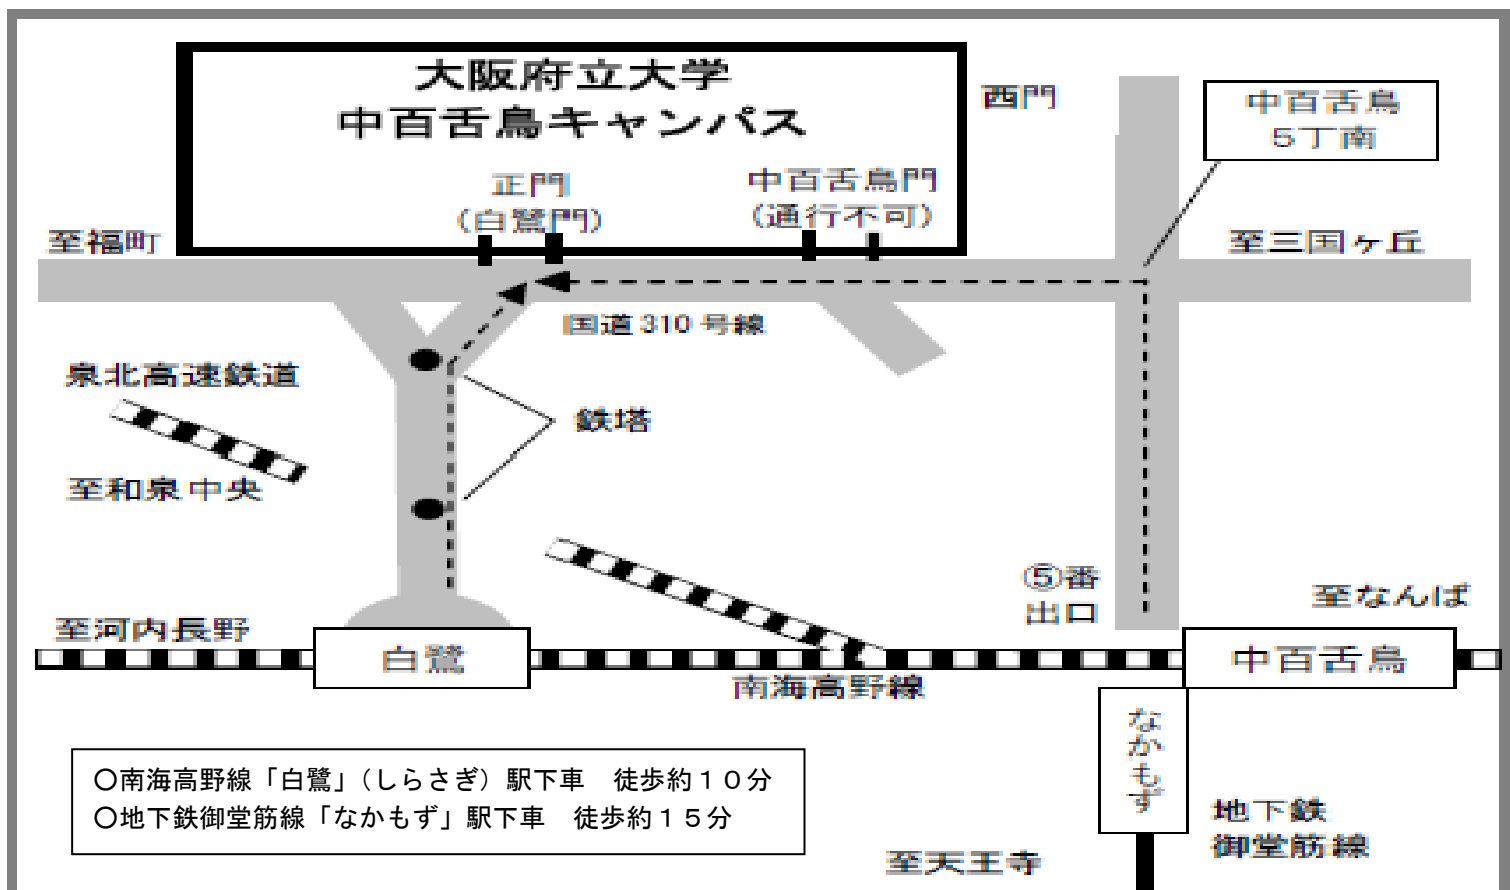 大阪府立大学
中百舌鳥キャンパス
西門
中百舌鳥
5丁南
正門
(白鷺門)
中百舌鳥門
(通行不可)
至福町
至三国ヶ丘
国道310号線
泉北高速鉄道
鉄塔
至和泉中央
⑤番
出口
至なんば
至河内長野
白鷺
中百舌鳥
南海高野線
なかもず
○南海高野線「白鷺」(しらさぎ)駅下車　徒歩約10分
○地下鉄御堂筋線「なかもず」駅下車　徒歩約15分
地下鉄
御堂筋線
至天王寺